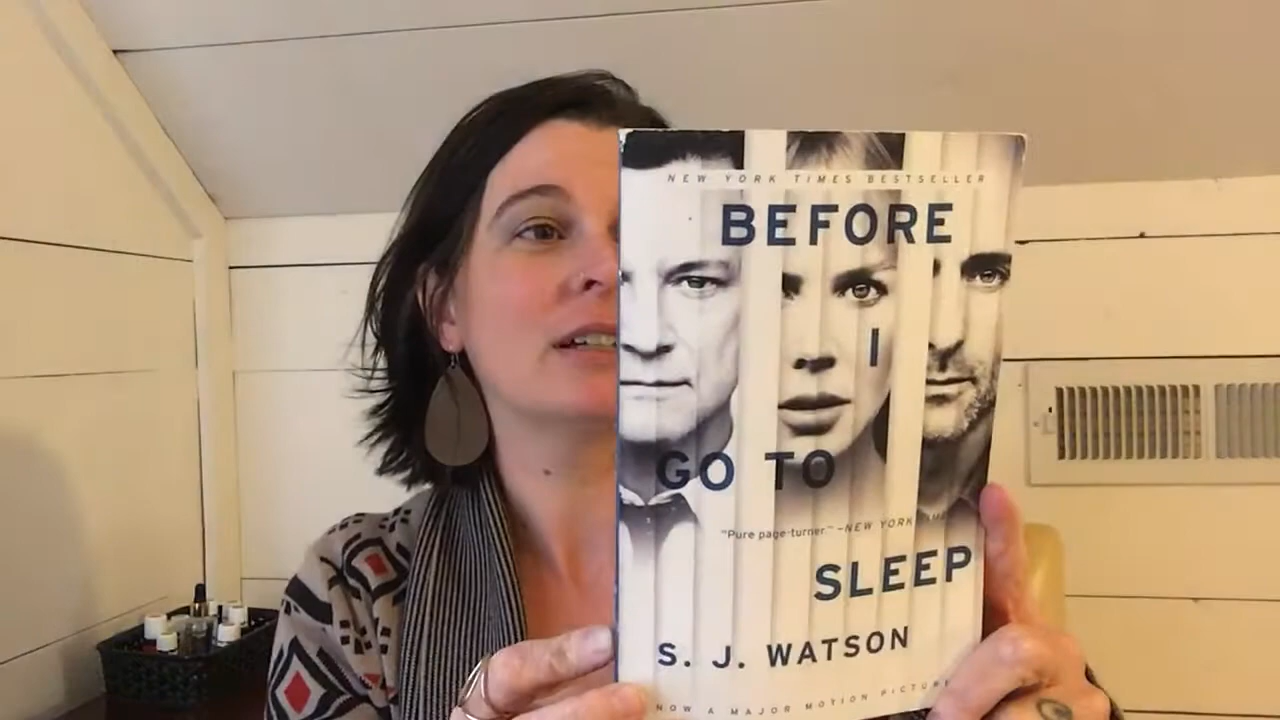 NEW YORK TIMES BESTSELLER
BEFORE
I
GO TO
"Pure page-turner." —NEW YORK
SLEEP
S. J. WATSON
NOW A MAJOR MOTION PICTURE